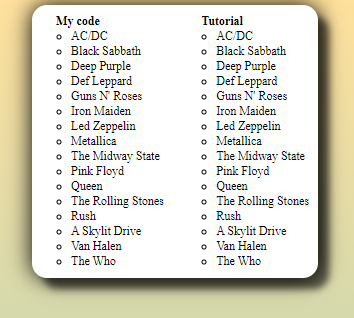 My code Tutorial
AC/DC AC/DC
Black Sabbath Black Sabbath
Deep Purple Deep Purple
Def Leppard Def Leppard
Guns N' Roses Guns N' Roses
Iron Maiden Iron Maiden
Led Zeppelin Led Zeppelin
Metallica Metallica
The Midway State The Midway State
Pink Floyd Pink Floyd
Queen Queen
The Rolling Stones The Rolling Stones
Rush Rush
A Skylit Drive A Skylit Drive
Van Halen Van Halen
The Who The Who